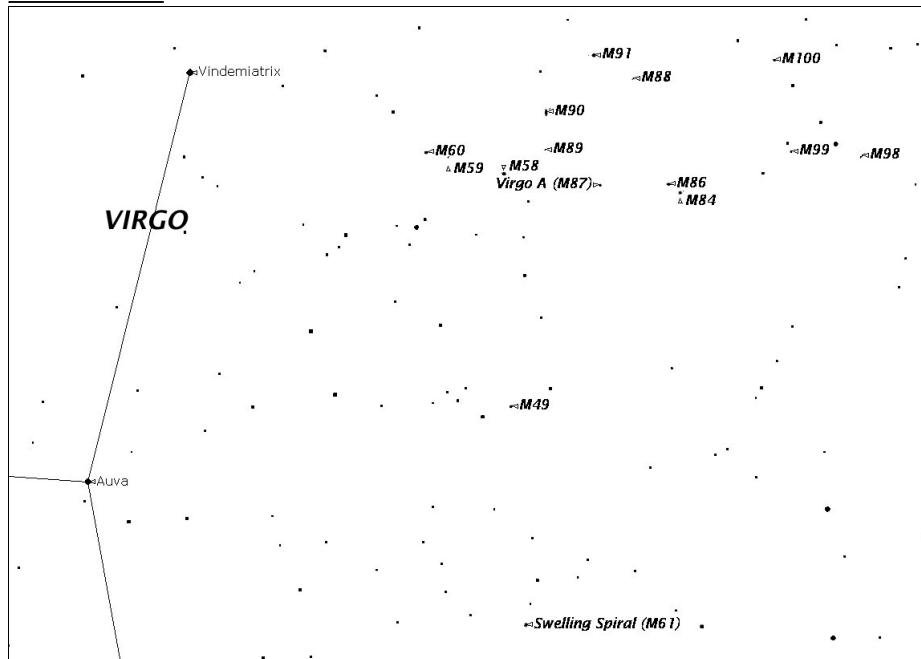 M91
M100
Vindemiatrix
M88
M90
M60
M89
M99
M98
M59
M58
Virgo A (M87)
M86
M84
VIRGO
M49
Auva
Swelling Spiral (M61)